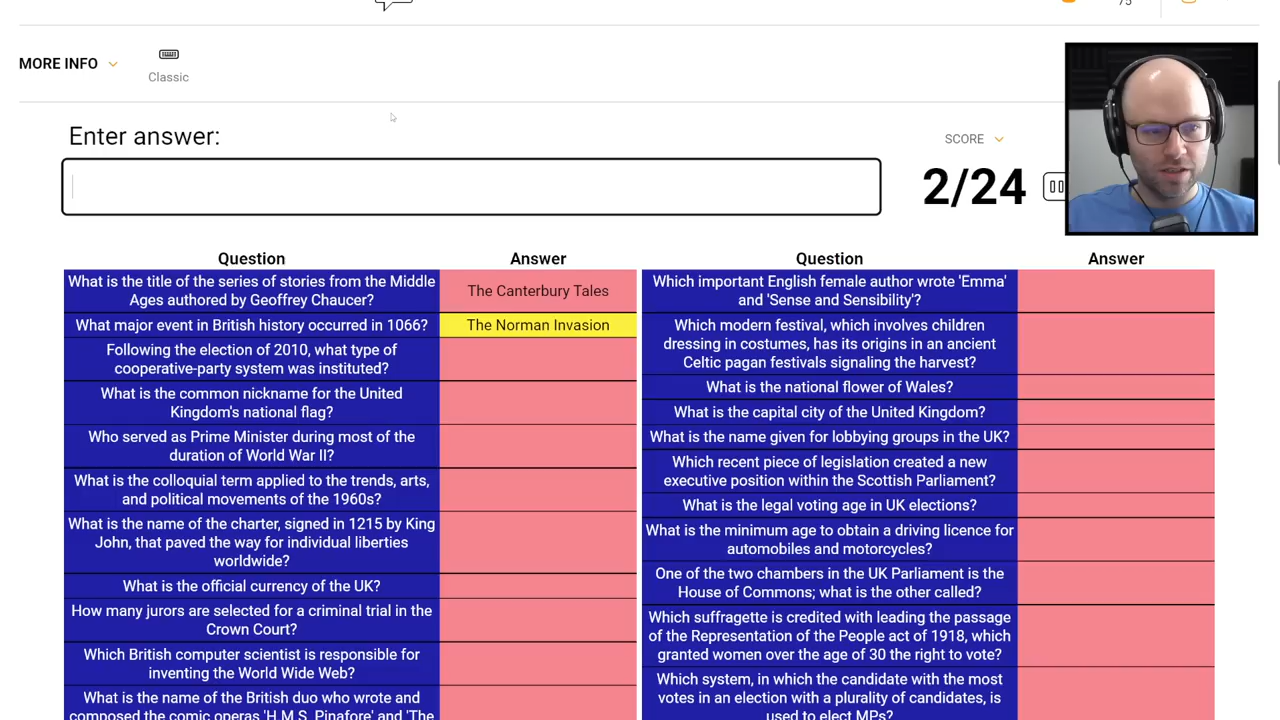 75
MORE INFO
Classic
Enter answer:
SCORE
2/24
Question Answer
What is the title of the series of stories from the Middle
Ages authored by Geoffrey Chaucer?
The Canterbury Tales
What major event in British history occurred in 1066?
The Norman Invasion
Following the election of 2010, what type of
cooperative-party system was instituted?
What is the common nickname for the United
Kingdom's national flag?
Who served as Prime Minister during most of the
duration of World War II?
What is the colloquial term applied to the trends, arts,
and political movements of the 1960s?
What is the name of the charter, signed in 1215 by King
John, that paved the way for individual liberties
worldwide?
What is the official currency of the UK?
How many jurors are selected for a criminal trial in the
Crown Court?
Which British computer scientist is responsible for
inventing the World Wide Web?
What is the name of the British duo who wrote and
composed the comic operas 'H.M.S. Pinafore' and 'The
Question Answer
Which important English female author wrote 'Emma'
and 'Sense and Sensibility'?
Which modern festival, which involves children
dressing in costumes, has its origins in an ancient
Celtic pagan festivals signaling the harvest?
What is the national flower of Wales?
What is the capital city of the United Kingdom?
What is the name given for lobbying groups in the UK?
Which recent piece of legislation created a new
executive position within the Scottish Parliament?
What is the legal voting age in UK elections?
What is the minimum age to obtain a driving licence for
automobiles and motorcycles?
One of the two chambers in the UK Parliament is the
House of Commons; what is the other called?
Which suffragette is credited with leading the passage
of the Representation of the People act of 1918, which
granted women over the age of 30 the right to vote?
Which system, in which the candidate with the most
votes in an election with a plurality of candidates, is
used to elect MPs?